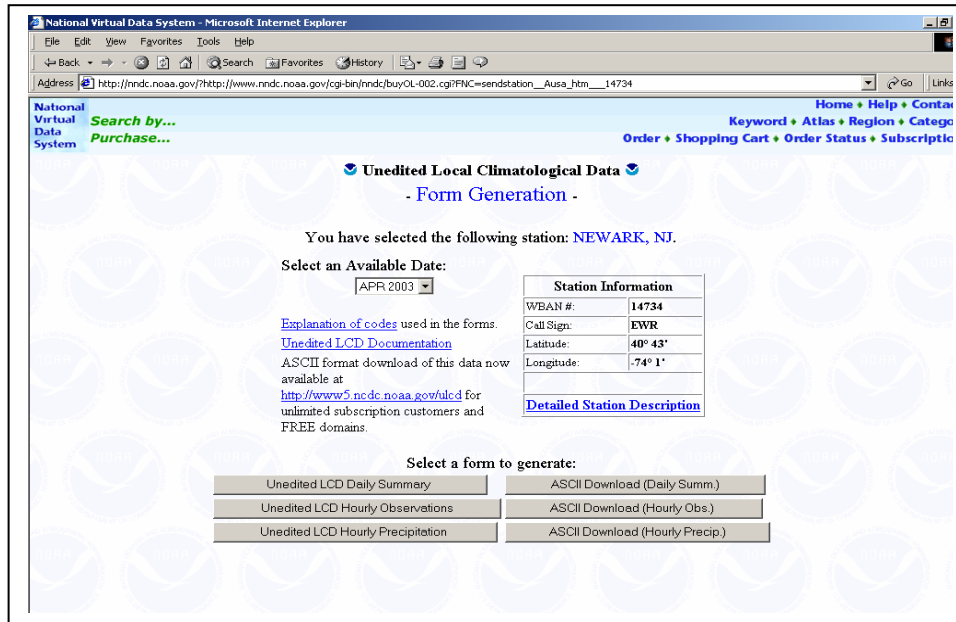 National Virtual Data System - Microsoft Internet Explorer
File Edit View Favorites Tools Help
Back Search Favorites History
Address http://nndc.noaa.gov/?http://www.nndc.noaa.gov/cgi-bin/nndc/buyOL-002.cgi?FNC=sendstation__Ausa_htm___14734 Go Links
National
Virtual
Data
System
Search by...
Purchase...
Home Help Contac
Keyword Atlas Region Catego
Order Shopping Cart Order Status Subscriptio
Unedited Local Climatological Data
- Form Generation -
You have selected the following station: NEWARK, NJ.
Select an Available Date:
APR 2003
Explanation of codes used in the forms.
Unedited LCD Documentation
ASCII format download of this data now
available at
http://www5.ncdc.noaa.gov/ulcd for
unlimited subscription customers and
FREE domains.
Station Information
WBAN #: 14734
Call Sign: EWR
Latitude: 40° 43'
Longitude: -74° 1'
Detailed Station Description
Select a form to generate:
Unedited LCD Daily Summary ASCII Download (Daily Summ.)
Unedited LCD Hourly Observations ASCII Download (Hourly Obs.)
Unedited LCD Hourly Precipitation ASCII Download (Hourly Precip.)